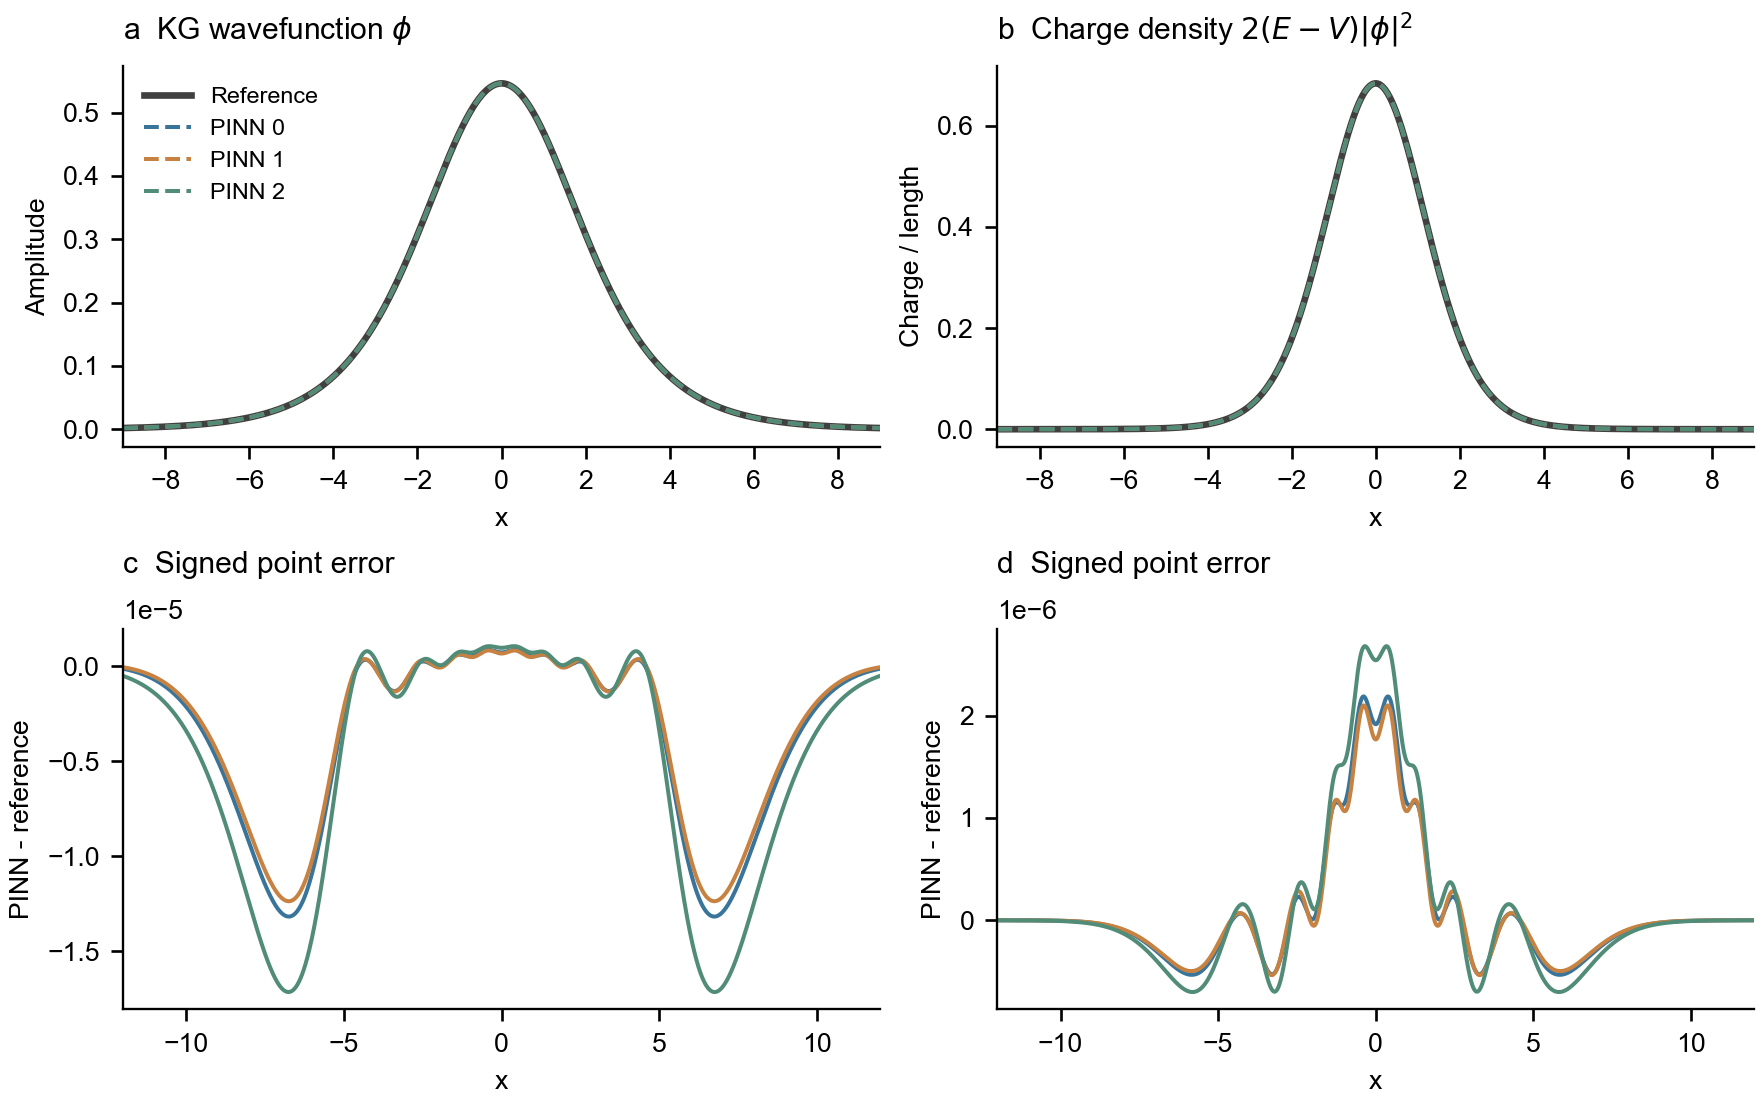 a KG wavefunction ϕ
0.5
0.4
0.3
0.2
0.1
0.0
Amplitude
Reference
PINN 0
PINN 1
PINN 2
−8 −6 −4 −2 0 2 4 6 8
x
b Charge density 2(E − V)|ϕ|²
0.6
0.4
0.2
0.0
Charge / length
−8 −6 −4 −2 0 2 4 6 8
x
c Signed point error
1e−5
0.0
−0.5
−1.0
−1.5
PINN - reference
−10 −5 0 5 10
x
d Signed point error
1e−6
2
1
0
PINN - reference
−10 −5 0 5 10
x